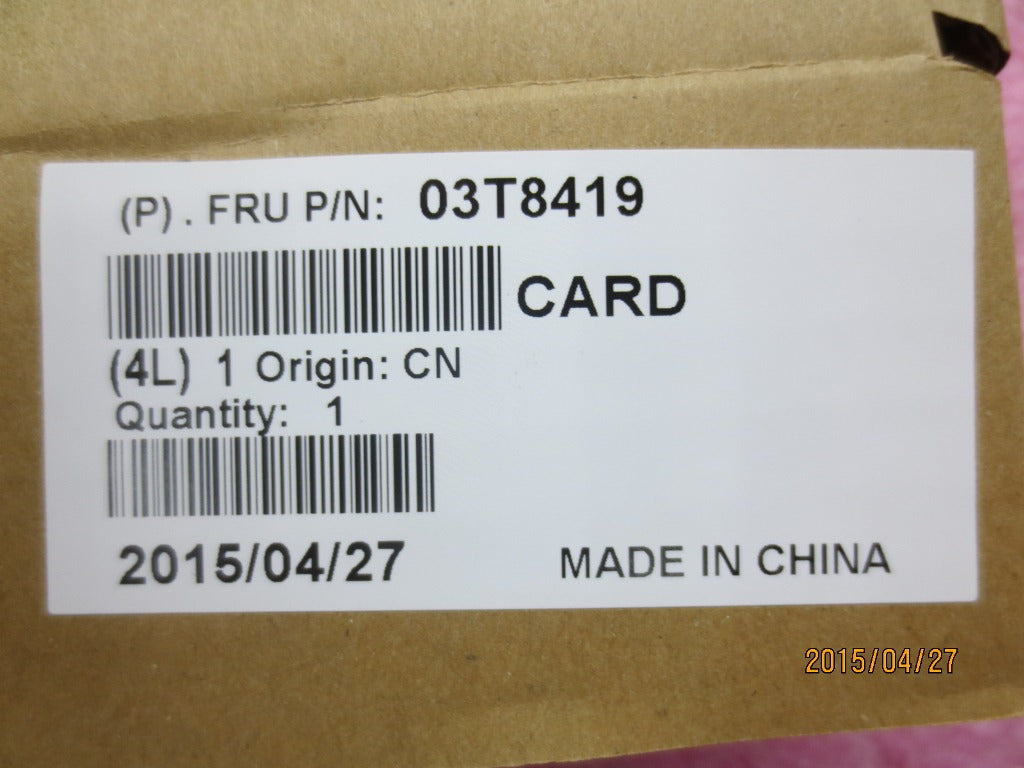 (P) . FRU P/N: 03T8419
CARD
(4L) 1 Origin: CN
Quantity: 1
2015/04/27 MADE IN CHINA
2015/04/27